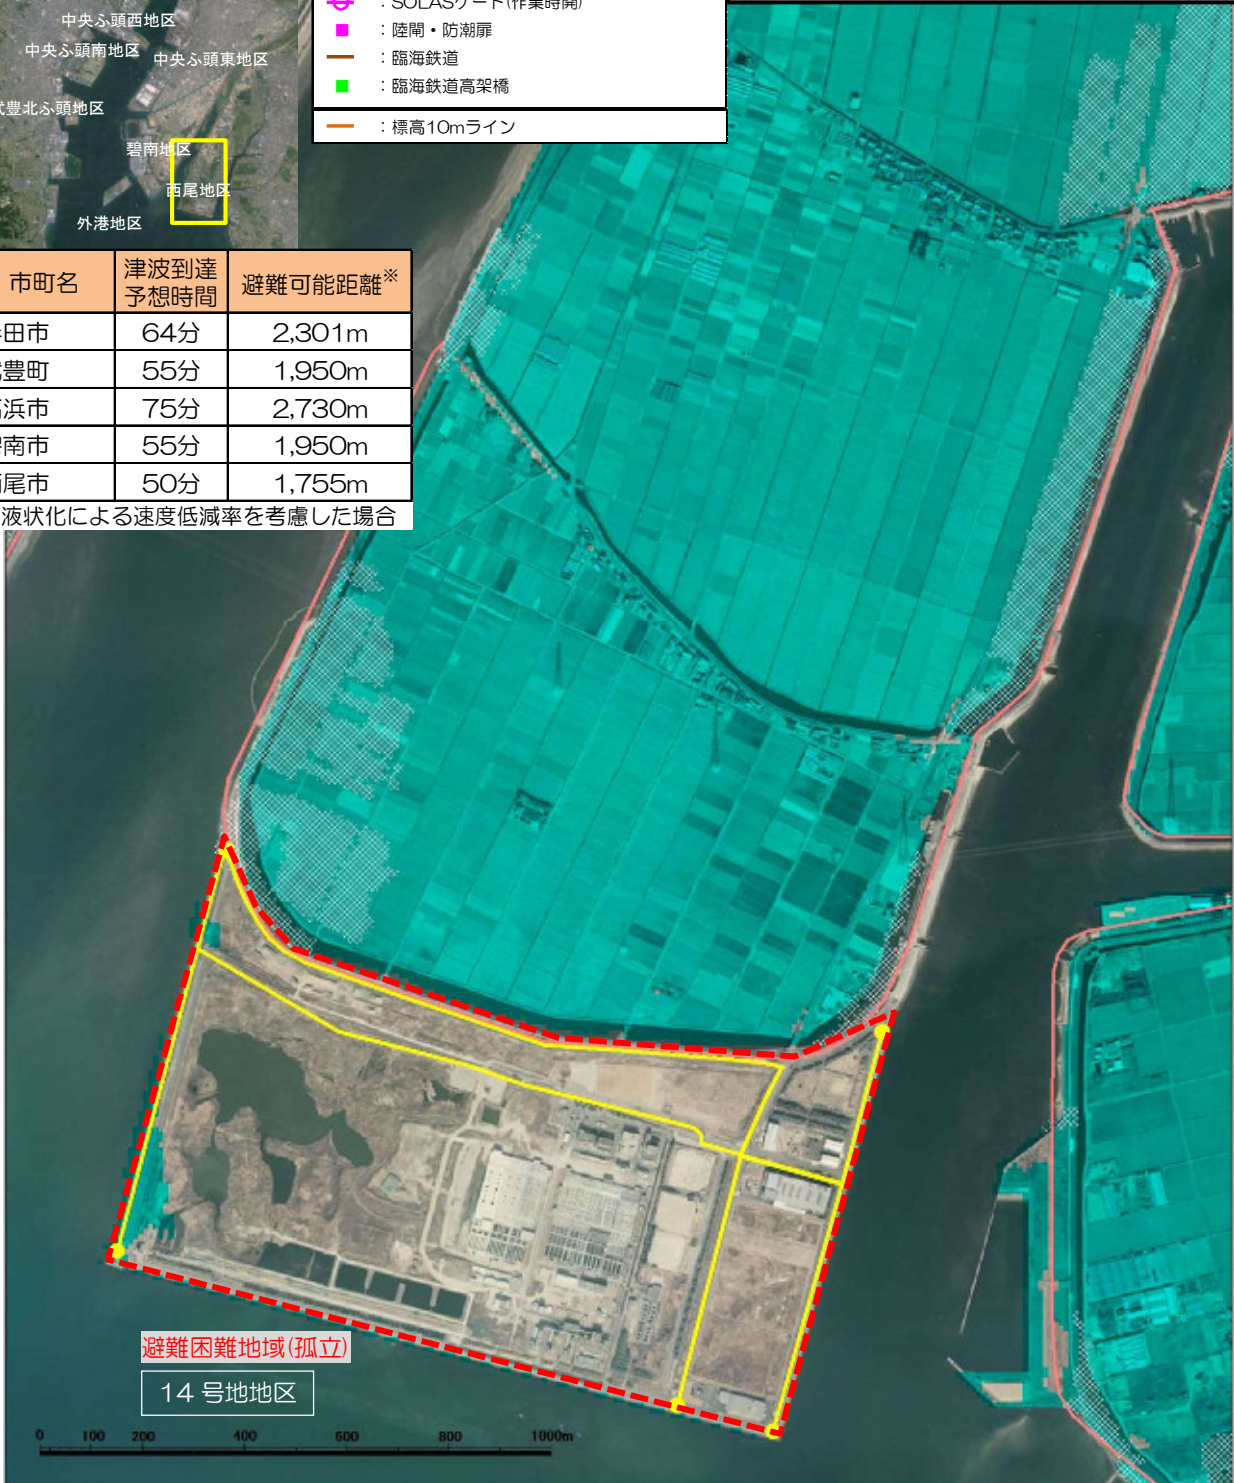 中央ふ頭西地区
中央ふ頭南地区
中央ふ頭東地区
豊北ふ頭地区
碧南地区
西尾地区
外港地区
：SOLASゲート(作業時開)
：陸閘・防潮扉
：臨海鉄道
：臨海鉄道高架橋
：標高10mライン
市町名 津波到達予想時間 避難可能距離※
田市 64分 2,301m
豊町 55分 1,950m
浜市 75分 2,730m
南市 55分 1,950m
尾市 50分 1,755m
液状化による速度低減率を考慮した場合
避難困難地域(孤立)
14 号地地区
0 100 200 400 600 800 1000m